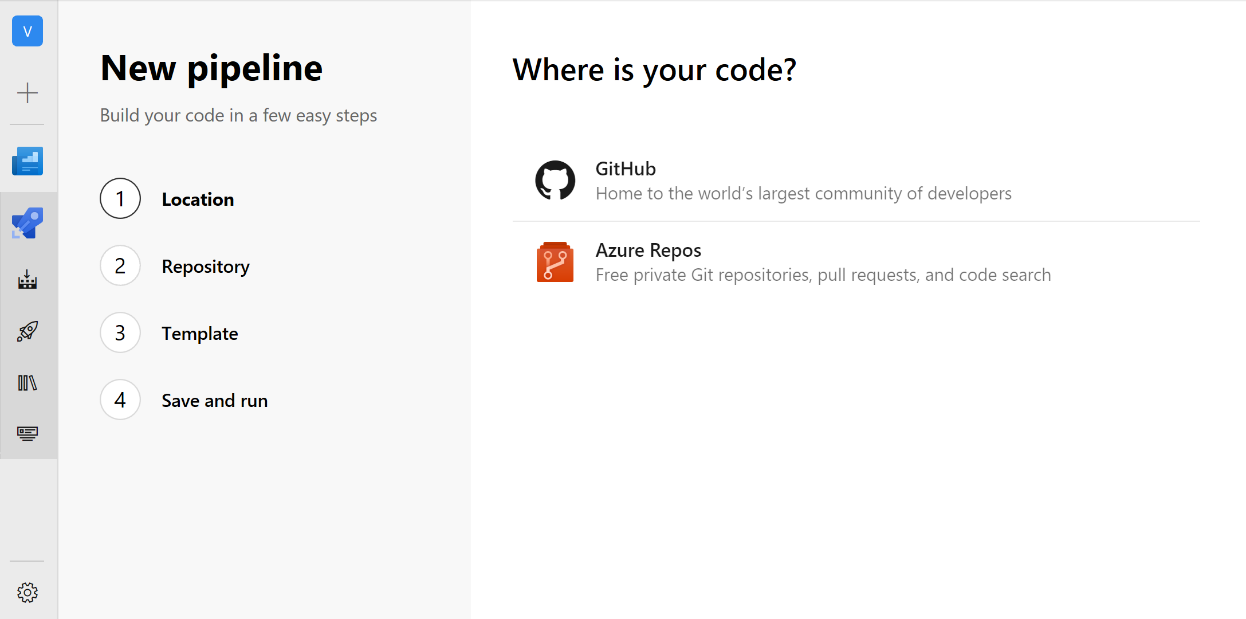 V
New pipeline
Build your code in a few easy steps
1 Location
2 Repository
3 Template
4 Save and run
Where is your code?
GitHub
Home to the world's largest community of developers
Azure Repos
Free private Git repositories, pull requests, and code search